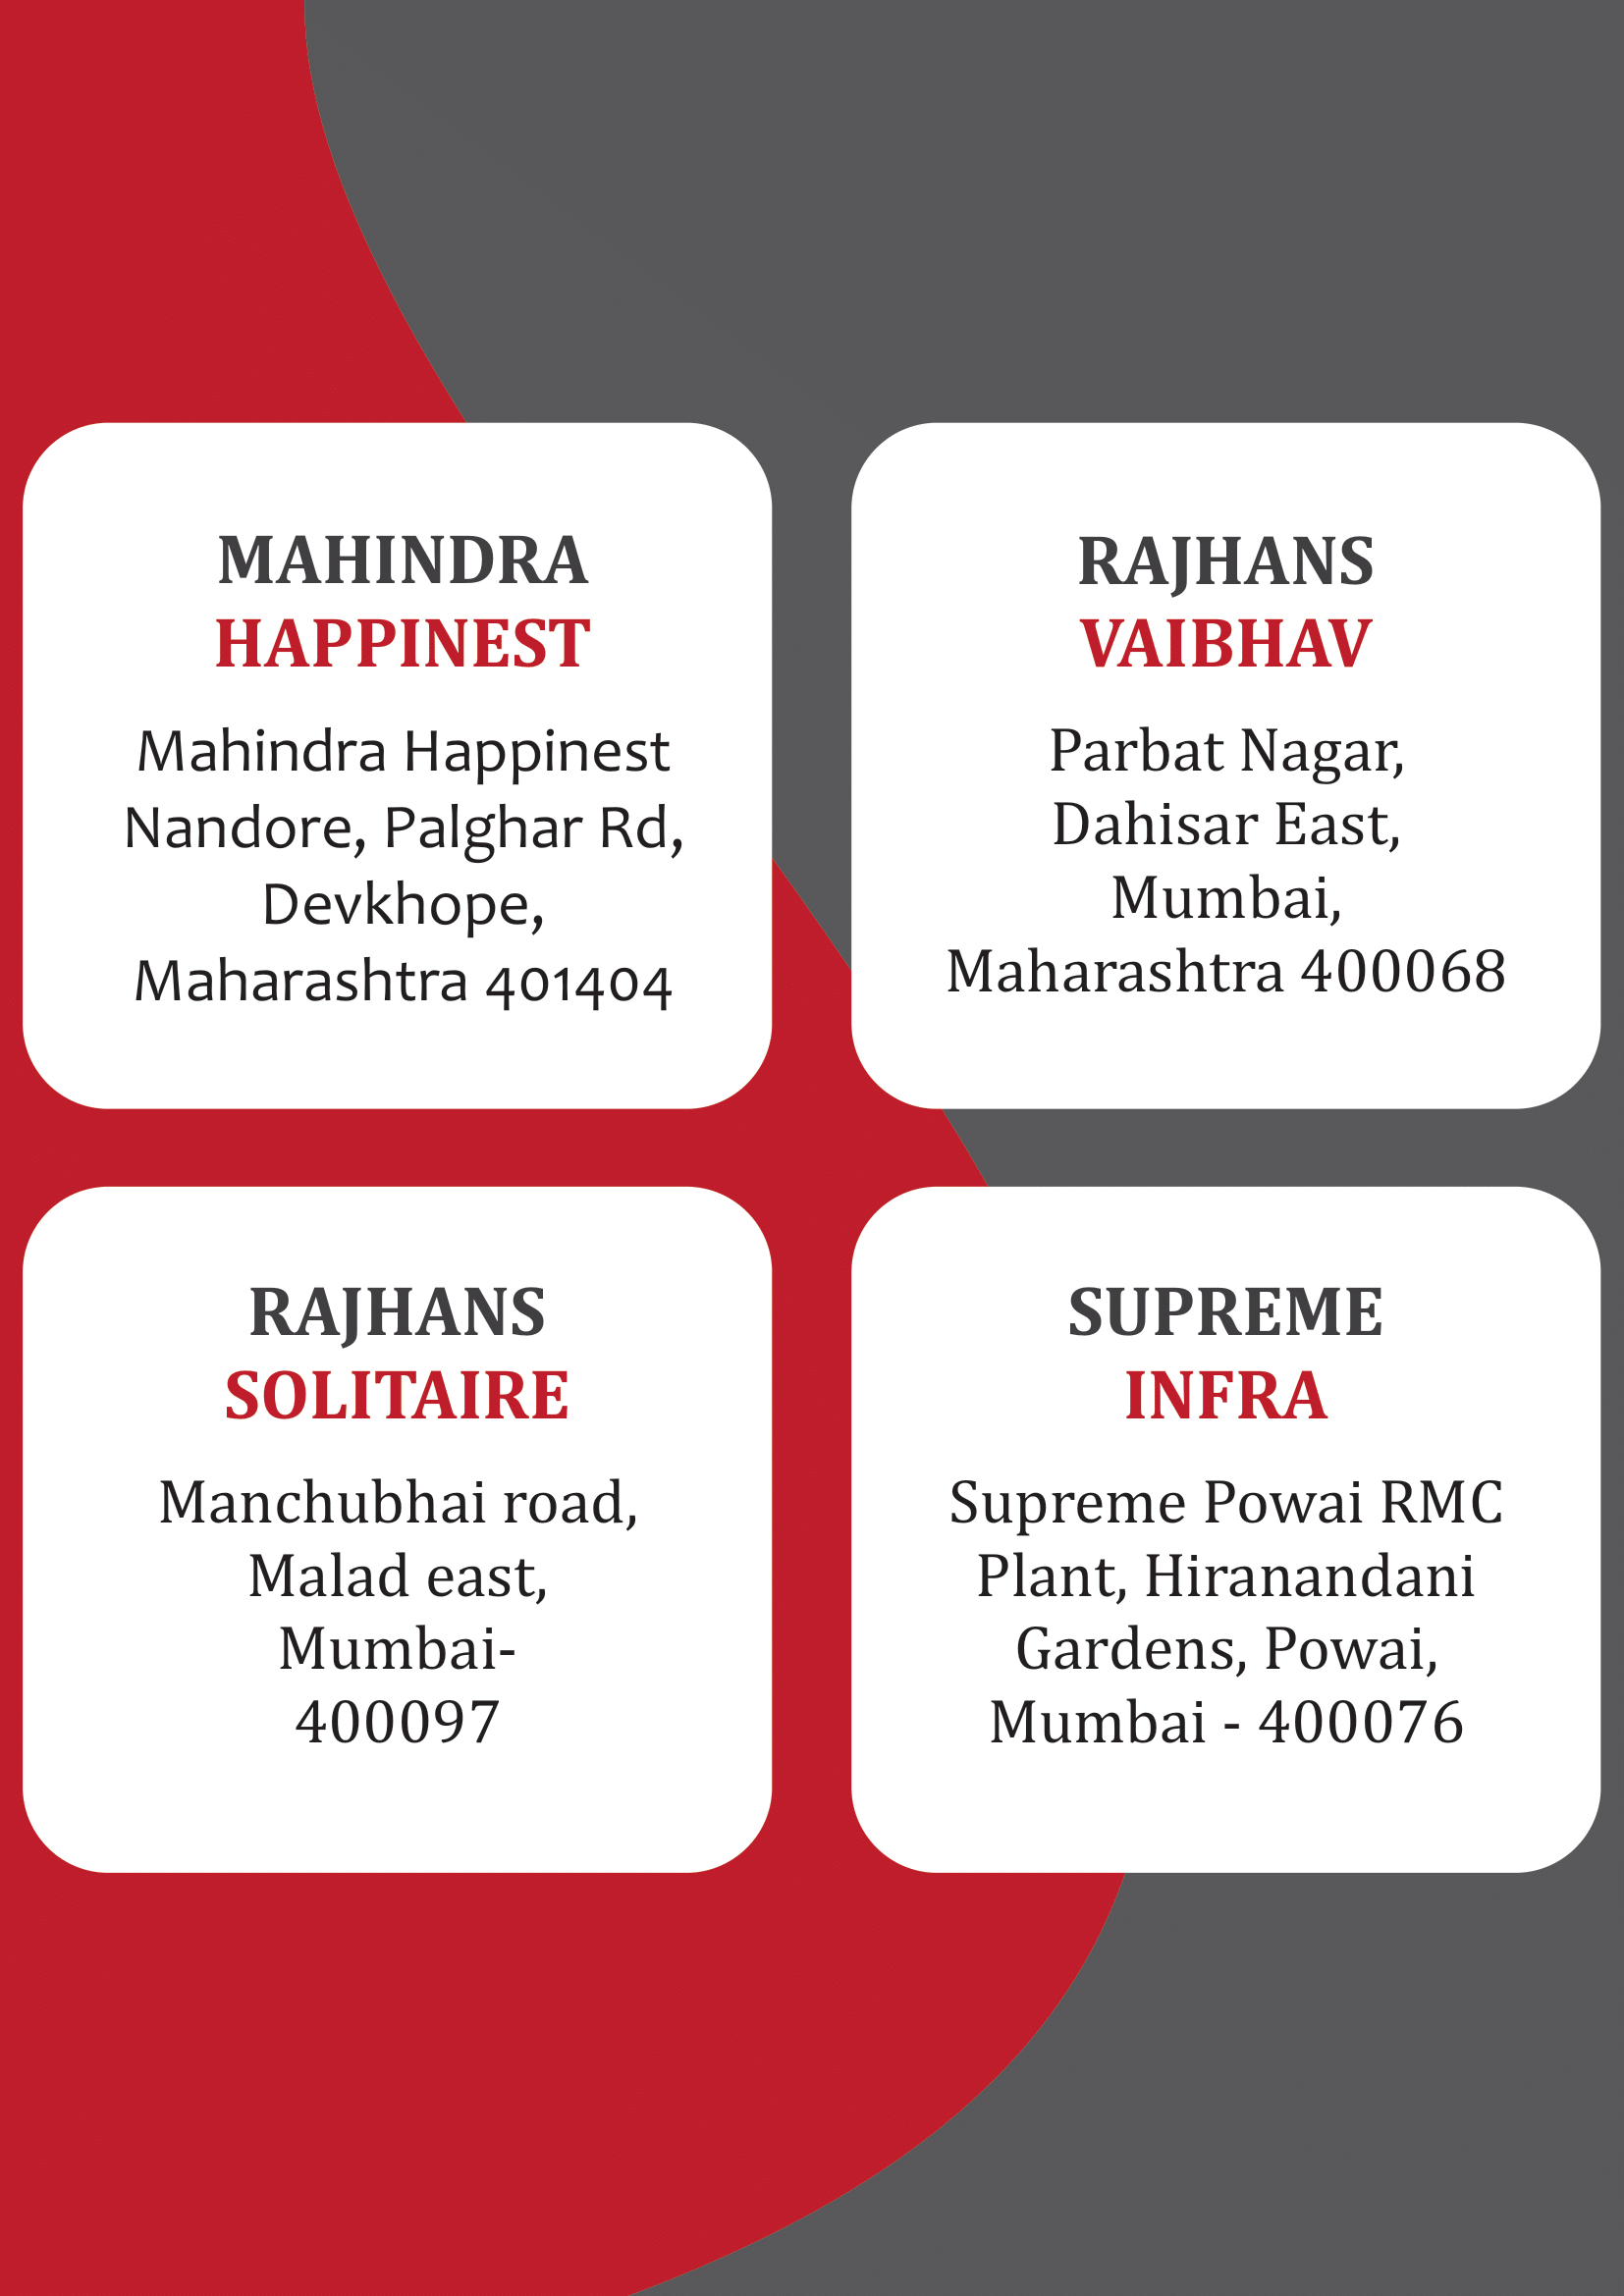 MAHINDRA
HAPPINEST
Mahindra Happinest
Nandore, Palghar Rd,
Devkhope,
Maharashtra 401404
RAJHANS
VAIBHAV
Parbat Nagar,
Dahisar East,
Mumbai,
Maharashtra 400068
RAJHANS
SOLITAIRE
Manchubhai road,
Malad east,
Mumbai-
400097
SUPREME
INFRA
Supreme Powai RMC
Plant, Hiranandani
Gardens, Powai,
Mumbai - 400076